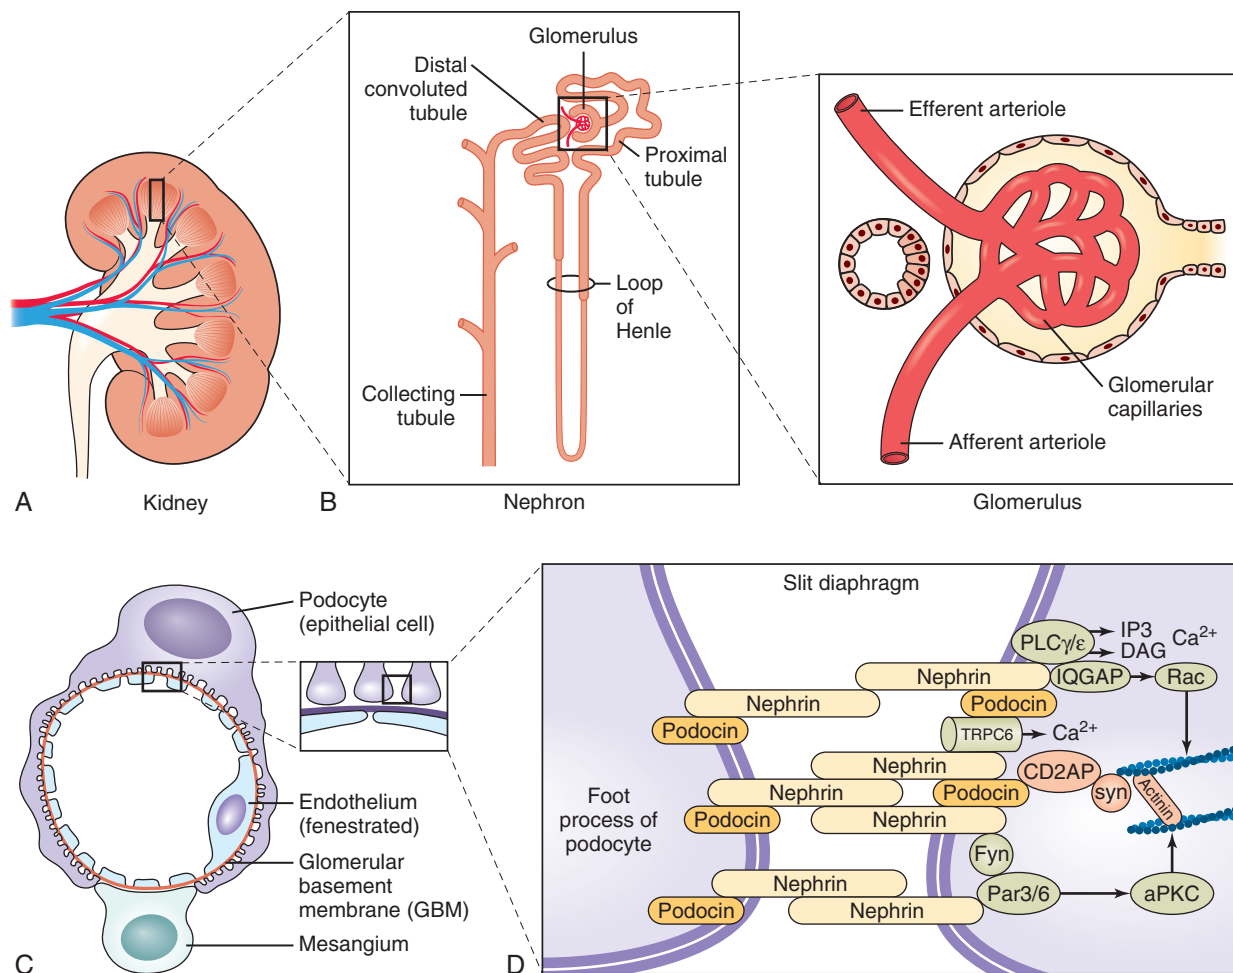 Glomerulus
Distal
convoluted
tubule
Proximal
tubule
Loop
of
Henle
Collecting
tubule
Efferent arteriole
Glomerular
capillaries
Afferent arteriole
A
Kidney
B
Nephron
Glomerulus
Podocyte
(epithelial cell)
Endothelium
(fenestrated)
Glomerular
basement
membrane (GBM)
Mesangium
C
Slit diaphragm
PLCγ/ε
IP3
DAG
Ca2+
IQGAP
Rac
Nephrin
Nephrin
Podocin
Podocin
TRPC6
Ca2+
Nephrin
CD2AP
syn
Actinin
Nephrin
Podocin
Foot
process of
podocyte
Podocin
Nephrin
Fyn
Nephrin
Par3/6
aPKC
Podocin
Nephrin
D